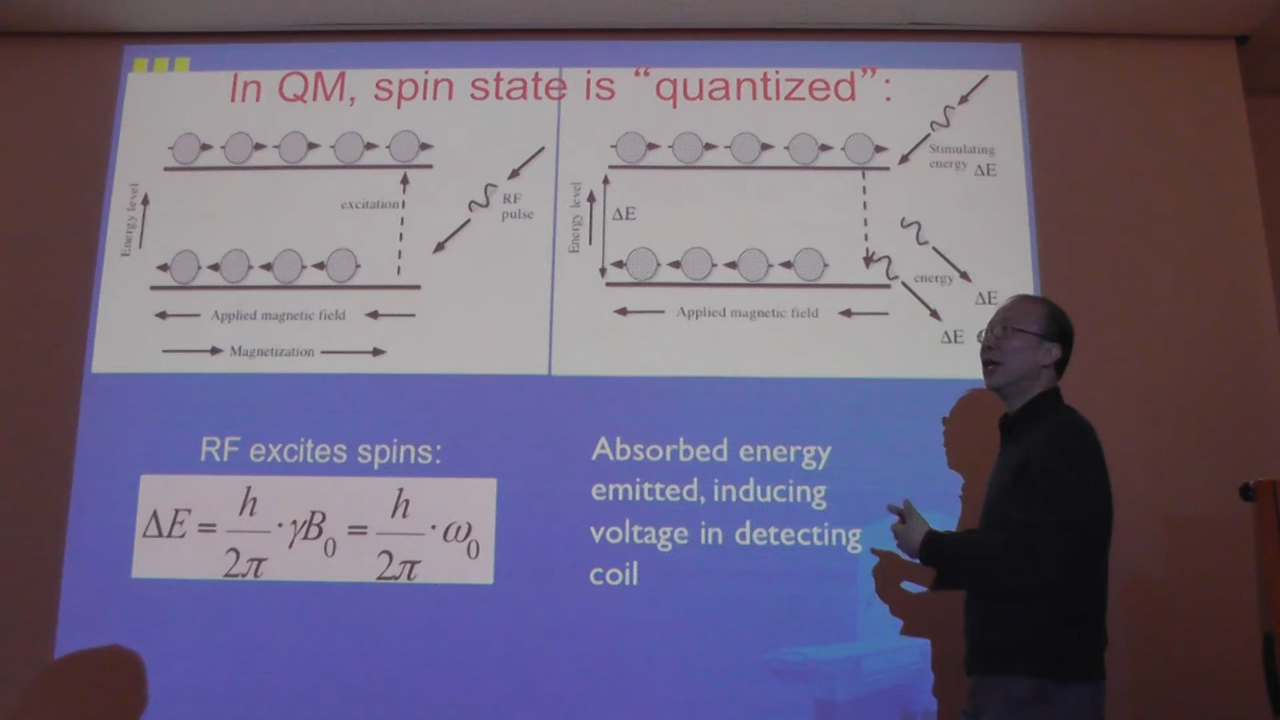 In QM, spin state is “quantized”:
Energy level
excitation
RF
pulse
Applied magnetic field
Magnetization
Energy level
ΔE
Stimulating
energy ΔE
energy
ΔE
ΔE
Applied magnetic field
RF excites spins:
ΔE = h/2π · γB₀ = h/2π · ω₀
Absorbed energy
emitted, inducing
voltage in detecting
coil